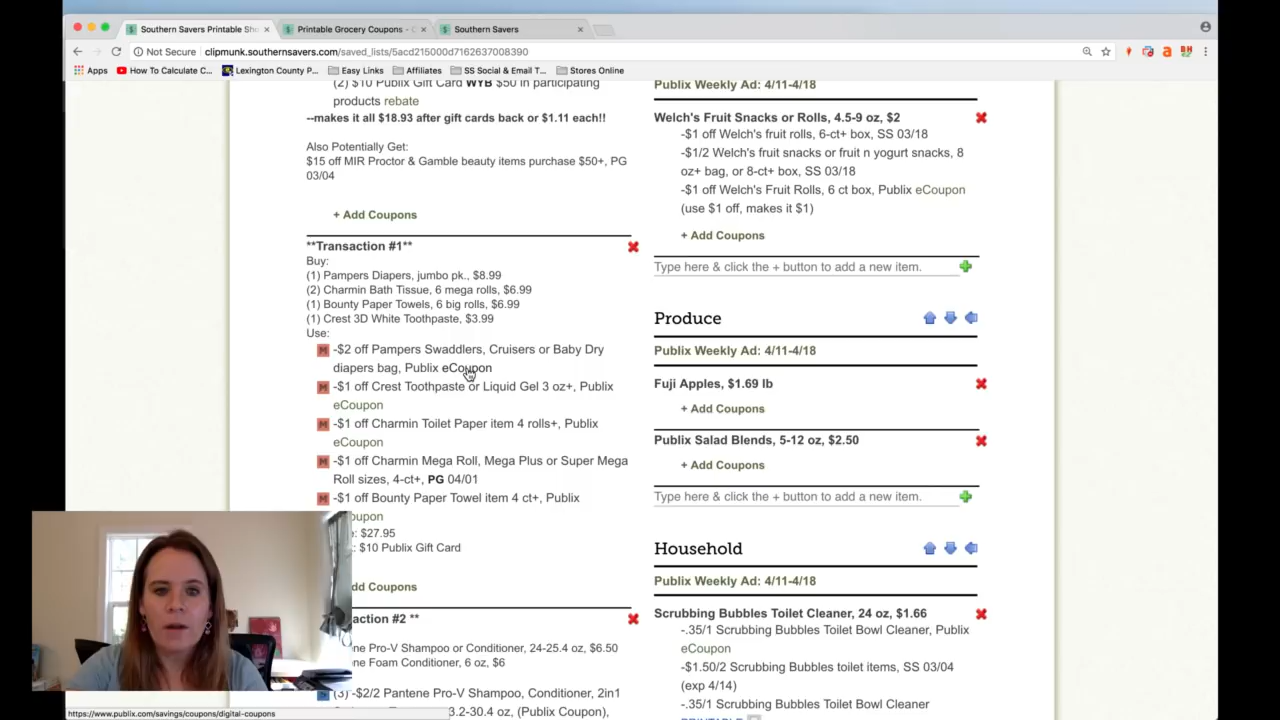 Southern Savers Printable Sh
Printable Grocery Coupons - C
Southern Savers
Not Secure clipmunk.southernsavers.com/saved_lists/5acd215000d7162637008390
Apps
How To Calculate C...
Lexington County P...
Easy Links
Affiliates
SS Social & Email T...
Stores Online
(2) $10 Publix Gift Card WYB $50 in participating
products rebate
--makes it all $18.93 after gift cards back or $1.11 each!!
Also Potentially Get:
$15 off MIR Proctor & Gamble beauty items purchase $50+, PG
03/04
+ Add Coupons
**Transaction #1**
Buy:
(1) Pampers Diapers, jumbo pk., $8.99
(2) Charmin Bath Tissue, 6 mega rolls, $6.99
(1) Bounty Paper Towels, 6 big rolls, $6.99
(1) Crest 3D White Toothpaste, $3.99
Use:
M -$2 off Pampers Swaddlers, Cruisers or Baby Dry
diapers bag, Publix eCoupon
M -$1 off Crest Toothpaste or Liquid Gel 3 oz+, Publix
eCoupon
M -$1 off Charmin Toilet Paper item 4 rolls+, Publix
eCoupon
M -$1 off Charmin Mega Roll, Mega Plus or Super Mega
Roll sizes, 4-ct+, PG 04/01
M -$1 off Bounty Paper Towel item 4 ct+, Publix
oupon
: $27.95
: $10 Publix Gift Card
dd Coupons
action #2 **
ne Pro-V Shampoo or Conditioner, 24-25.4 oz, $6.50
ne Foam Conditioner, 6 oz, $6
(3) -$2/2 Pantene Pro-V Shampoo, Conditioner, 2in1
3.2-30.4 oz, (Publix Coupon),
https://www.publix.com/savings/coupons/digital-coupons
Publix Weekly Ad: 4/11-4/18
Welch's Fruit Snacks or Rolls, 4.5-9 oz, $2
-$1 off Welch's fruit rolls, 6-ct+ box, SS 03/18
-$1/2 Welch's fruit snacks or fruit n yogurt snacks, 8
oz+ bag, or 8-ct+ box, SS 03/18
-$1 off Welch's Fruit Rolls, 6 ct box, Publix eCoupon
(use $1 off, makes it $1)
+ Add Coupons
Type here & click the + button to add a new item.
Produce
Publix Weekly Ad: 4/11-4/18
Fuji Apples, $1.69 lb
+ Add Coupons
Publix Salad Blends, 5-12 oz, $2.50
+ Add Coupons
Type here & click the + button to add a new item.
Household
Publix Weekly Ad: 4/11-4/18
Scrubbing Bubbles Toilet Cleaner, 24 oz, $1.66
-.35/1 Scrubbing Bubbles Toilet Bowl Cleaner, Publix
eCoupon
-$1.50/2 Scrubbing Bubbles toilet items, SS 03/04
(exp 4/14)
-.35/1 Scrubbing Bubbles Toilet Bowl Cleaner
PRINTABLE